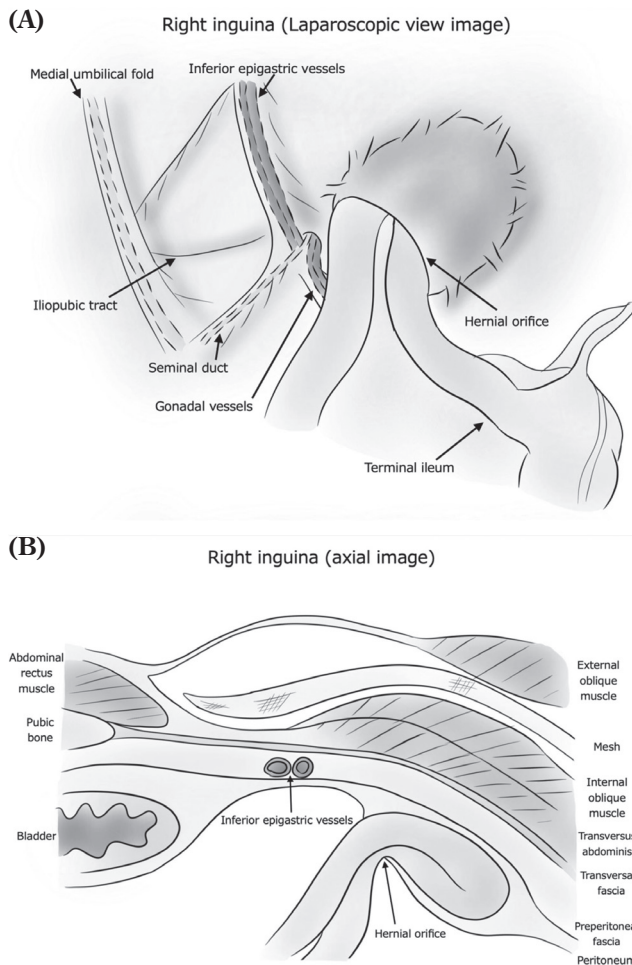 (A)
Right inguina (Laparoscopic view image)
Medial umbilical fold
Inferior epigastric vessels
Iliopubic tract
Hernial orifice
Seminal duct
Gonadal vessels
Terminal ileum
(B)
Right inguina (axial image)
Abdominal
rectus
muscle
External
oblique
muscle
Pubic
bone
Mesh
Internal
oblique
muscle
Inferior epigastric vessels
Bladder
Transversus
abdominis
Transversa
fascia
Hernial orifice
Preperitonea
fascia
Peritoneum